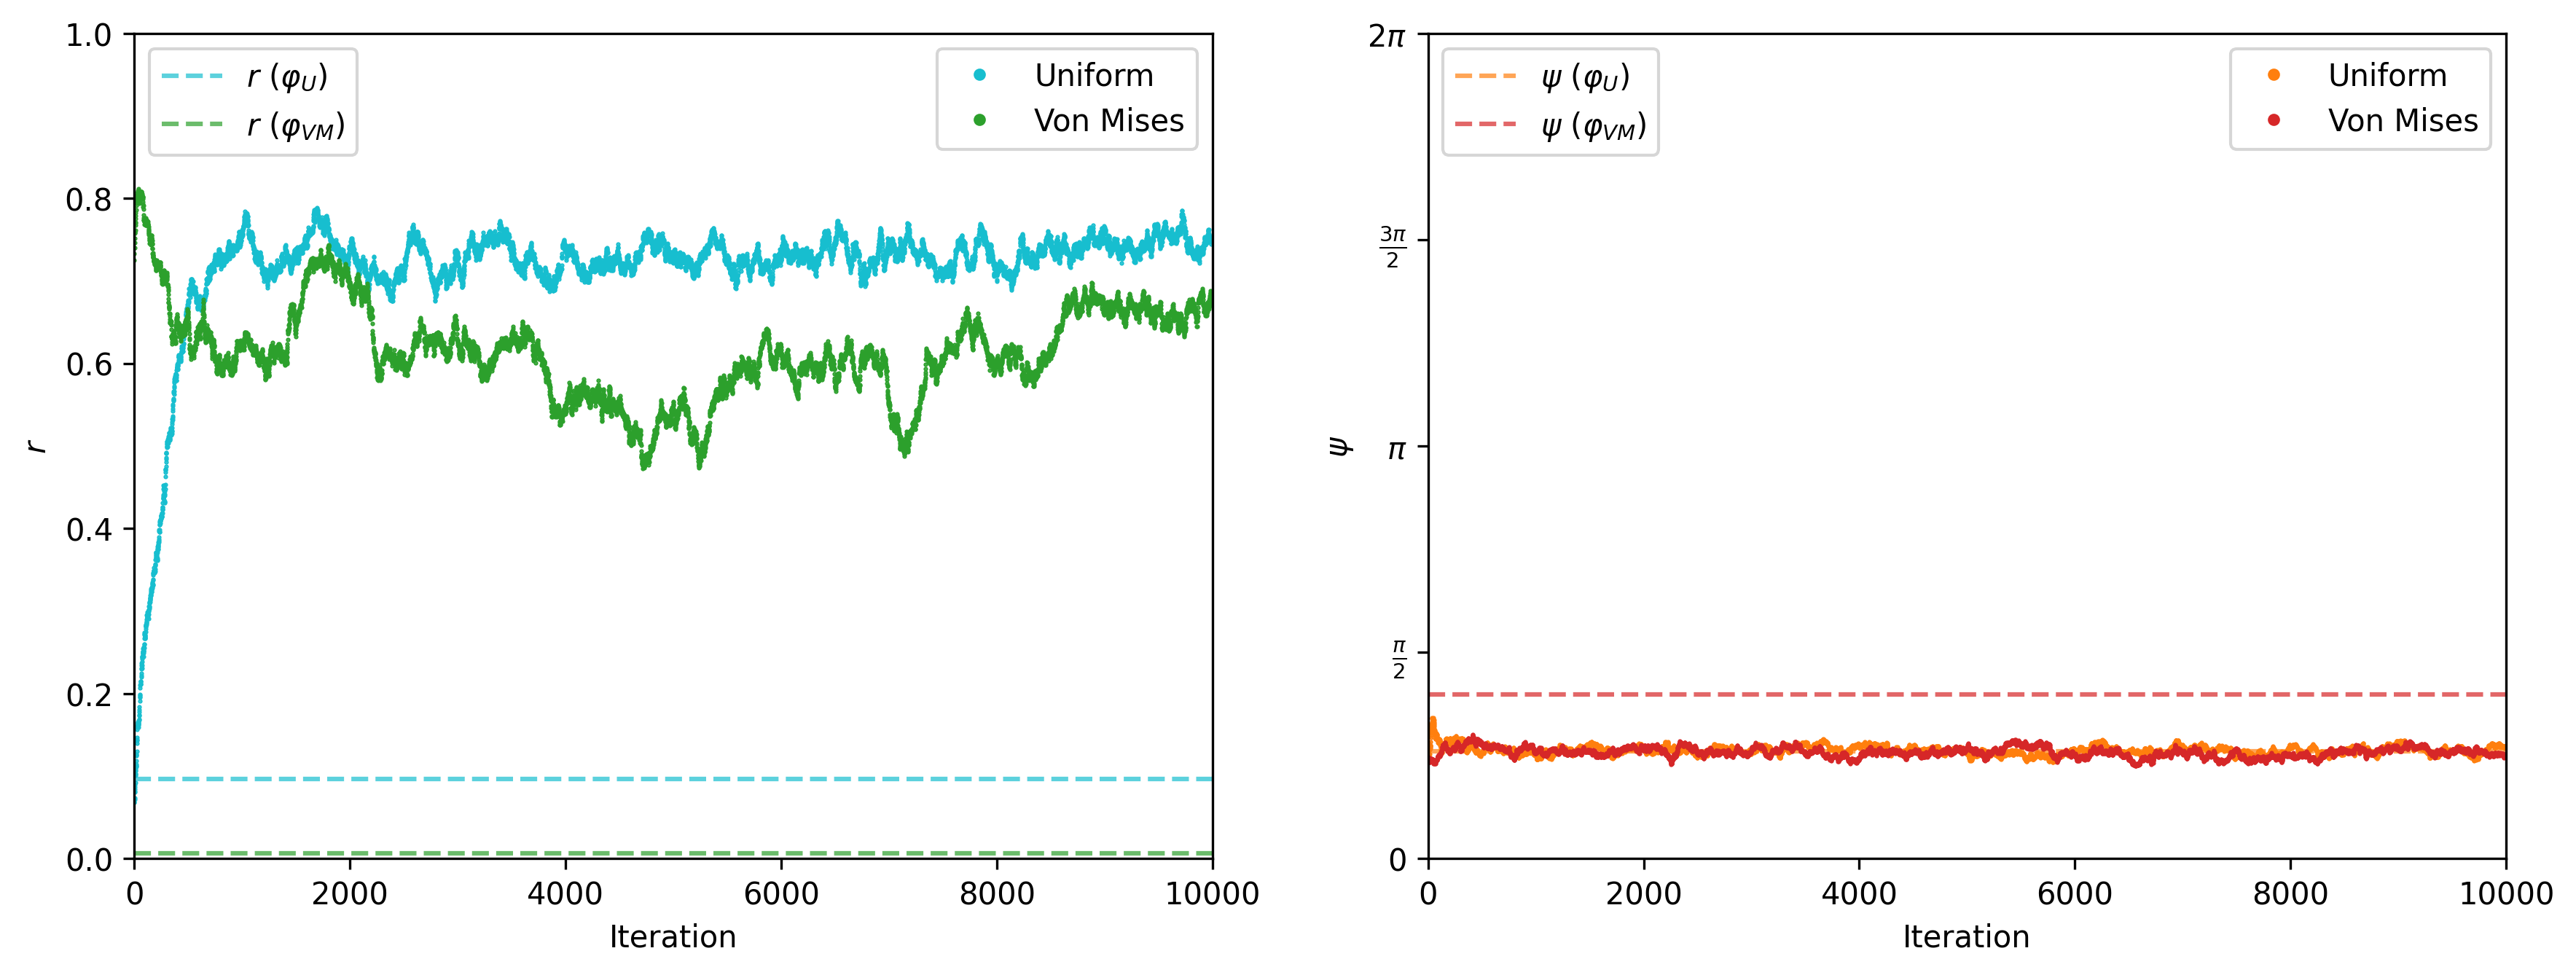 1.0
0.8
0.6
0.4
0.2
0.0
r
r (φ_U)
r (φ_VM)
Uniform
Von Mises
0 2000 4000 6000 8000 10000
Iteration
2π
3π/2
π
π/2
0
ψ
ψ (φ_U)
ψ (φ_VM)
Uniform
Von Mises
0 2000 4000 6000 8000 10000
Iteration